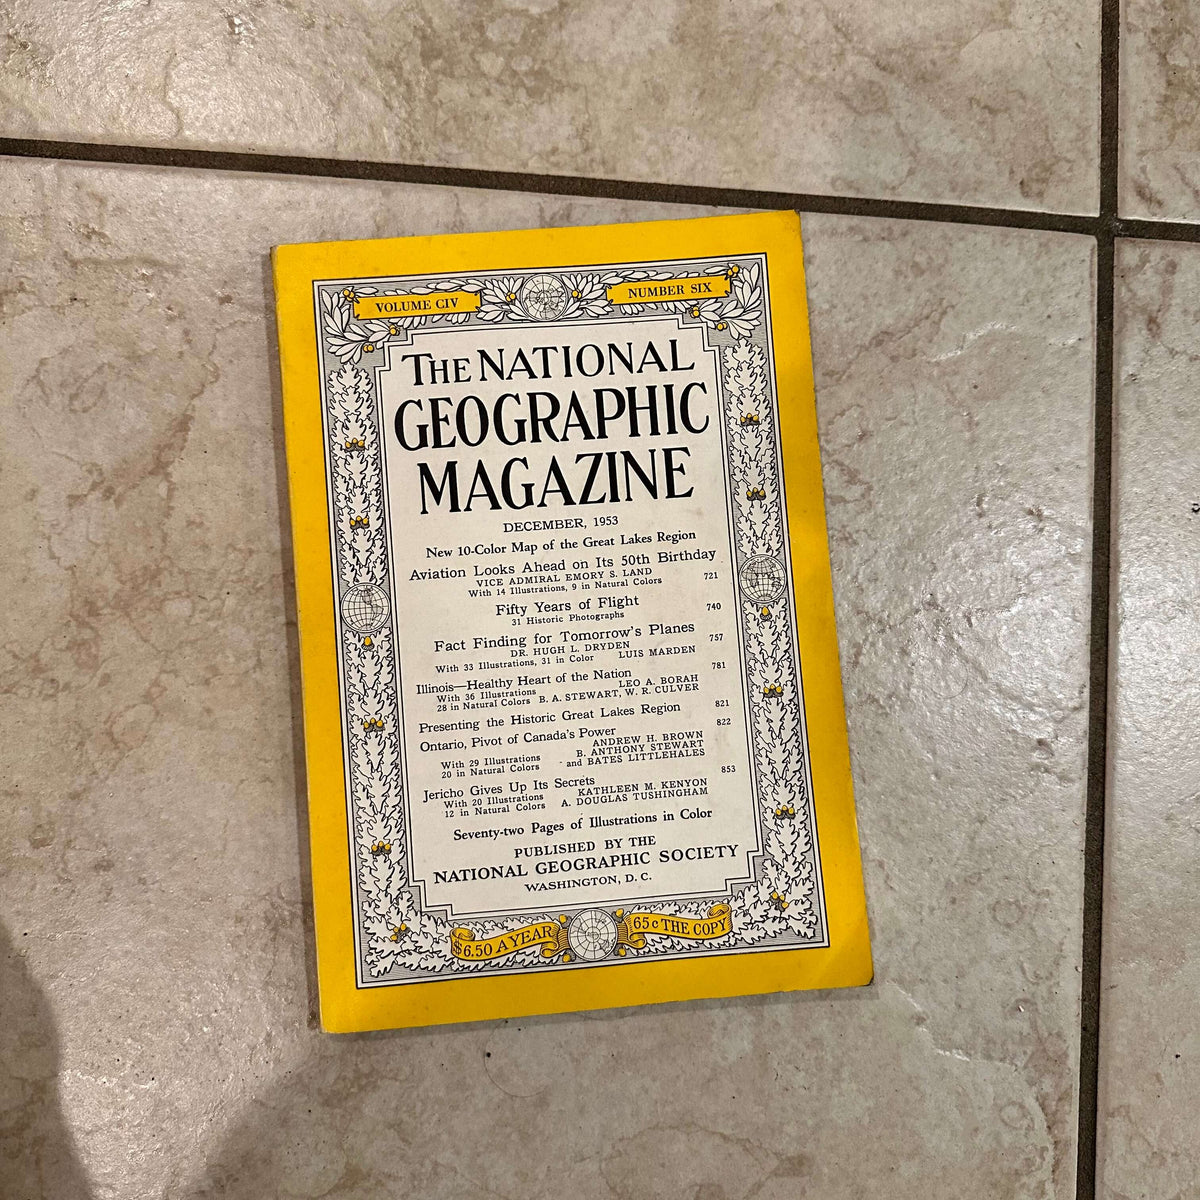 VOLUME CIV
NUMBER SIX
THE NATIONAL
GEOGRAPHIC
MAGAZINE
DECEMBER, 1953
New 10-Color Map of the Great Lakes Region
Aviation Looks Ahead on Its 50th Birthday
VICE ADMIRAL EMORY S. LAND
With 14 Illustrations, 9 in Natural Colors 721
Fifty Years of Flight 740
31 Historic Photographs
Fact Finding for Tomorrow's Planes 757
DR. HUGH L. DRYDEN
With 33 Illustrations, 31 in Color LUIS MARDEN
Illinois—Healthy Heart of the Nation 781
With 36 Illustrations LEO A. BORAH
28 in Natural Colors B. A. STEWART, W. R. CULVER
Presenting the Historic Great Lakes Region 821
Ontario, Pivot of Canada's Power 822
ANDREW H. BROWN
With 29 Illustrations B. ANTHONY STEWART
20 in Natural Colors and BATES LITTLEHALES
Jericho Gives Up Its Secrets 853
With 20 Illustrations KATHLEEN M. KENYON
12 in Natural Colors A. DOUGLAS TUSHINGHAM
Seventy-two Pages of Illustrations in Color
PUBLISHED BY THE
NATIONAL GEOGRAPHIC SOCIETY
WASHINGTON, D. C.
$6.50 A YEAR
65c THE COPY